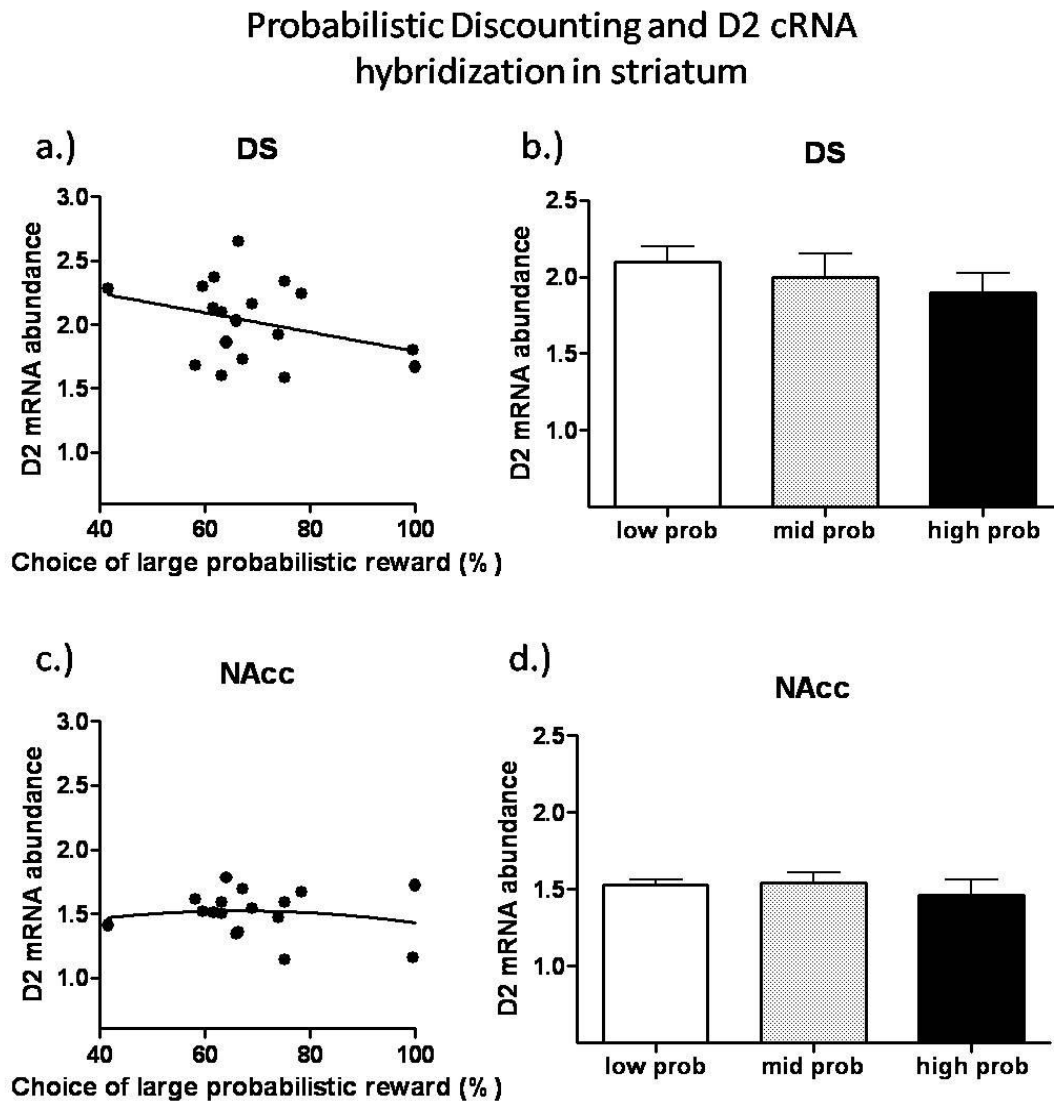 Probabilistic Discounting and D2 cRNA
hybridization in striatum
a.)
DS
D2 mRNA abundance
3.0
2.5
2.0
1.5
1.0
40
60
80
100
Choice of large probabilistic reward (%)
b.)
DS
D2 mRNA abundance
2.5
2.0
1.5
1.0
low prob
mid prob
high prob
c.)
NAcc
D2 mRNA abundance
3.0
2.5
2.0
1.5
1.0
40
60
80
100
Choice of large probabilistic reward (%)
d.)
NAcc
D2 mRNA abundance
2.5
2.0
1.5
1.0
low prob
mid prob
high prob